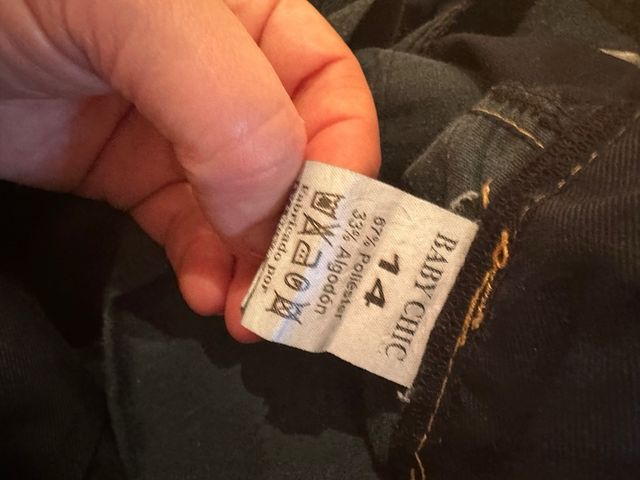 BABY CHIC
14
67% Poliester
33% Algodón
Fabricado por